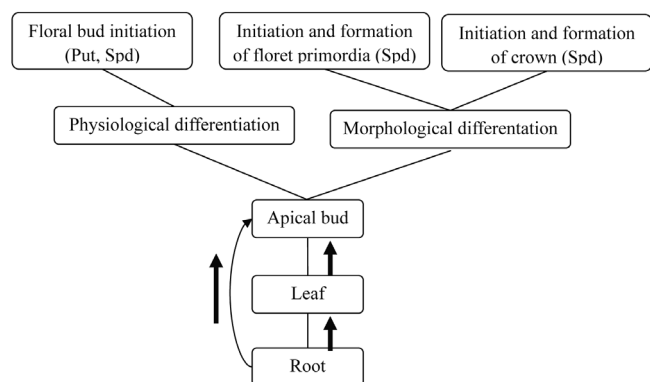 Floral bud initiation
(Put, Spd)
Initiation and formation
of floret primordia (Spd)
Initiation and formation
of crown (Spd)
Physiological differentiation
Morphological differentation
Apical bud
Leaf
Root